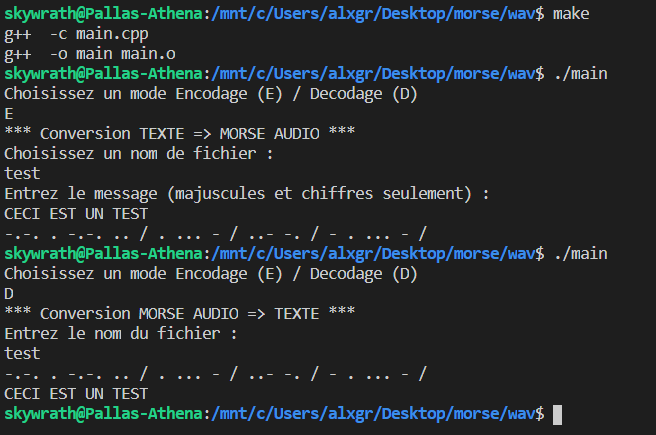 skywrath@Pallas-Athena:/mnt/c/Users/alxgr/Desktop/morse/wav$ make
g++  -c main.cpp
g++  -o main main.o
skywrath@Pallas-Athena:/mnt/c/Users/alxgr/Desktop/morse/wav$ ./main
Choisissez un mode Encodage (E) / Decodage (D)
E
*** Conversion TEXTE => MORSE AUDIO ***
Choisissez un nom de fichier :
test
Entrez le message (majuscules et chiffres seulement) :
CECI EST UN TEST
-.-. . -.-. .. / . ... - / ..- -. / - . ... - /
skywrath@Pallas-Athena:/mnt/c/Users/alxgr/Desktop/morse/wav$ ./main
Choisissez un mode Encodage (E) / Decodage (D)
D
*** Conversion MORSE AUDIO => TEXTE ***
Entrez le nom du fichier :
test
-.-. . -.-. .. / . ... - / ..- -. / - . ... - /
CECI EST UN TEST
skywrath@Pallas-Athena:/mnt/c/Users/alxgr/Desktop/morse/wav$